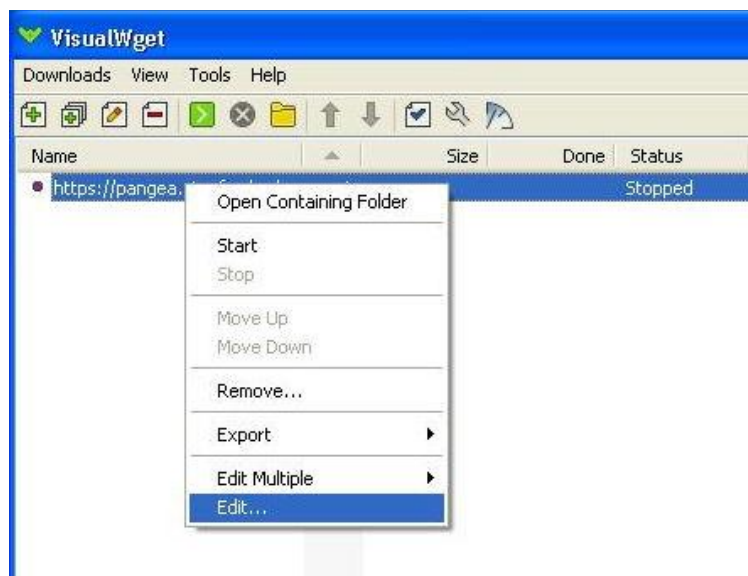 VisualWget
Downloads View Tools Help
Name Size Done Status
https://pangea. Stopped
Open Containing Folder
Start
Stop
Move Up
Move Down
Remove...
Export
Edit Multiple
Edit...